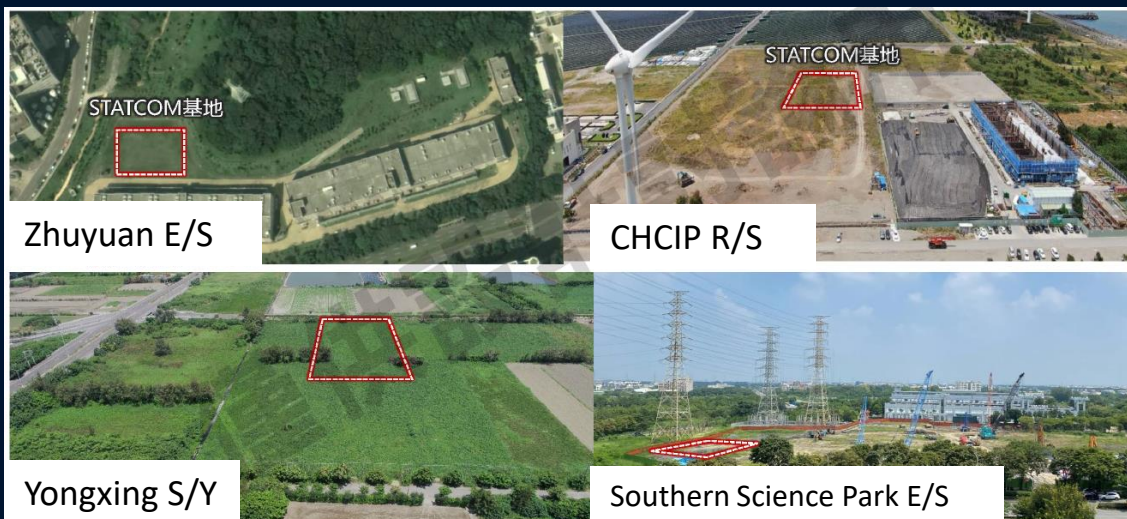 STATCOM基地
Zhuyuan E/S
STATCOM基地
CHCIP R/S
Yongxing S/Y
Southern Science Park E/S